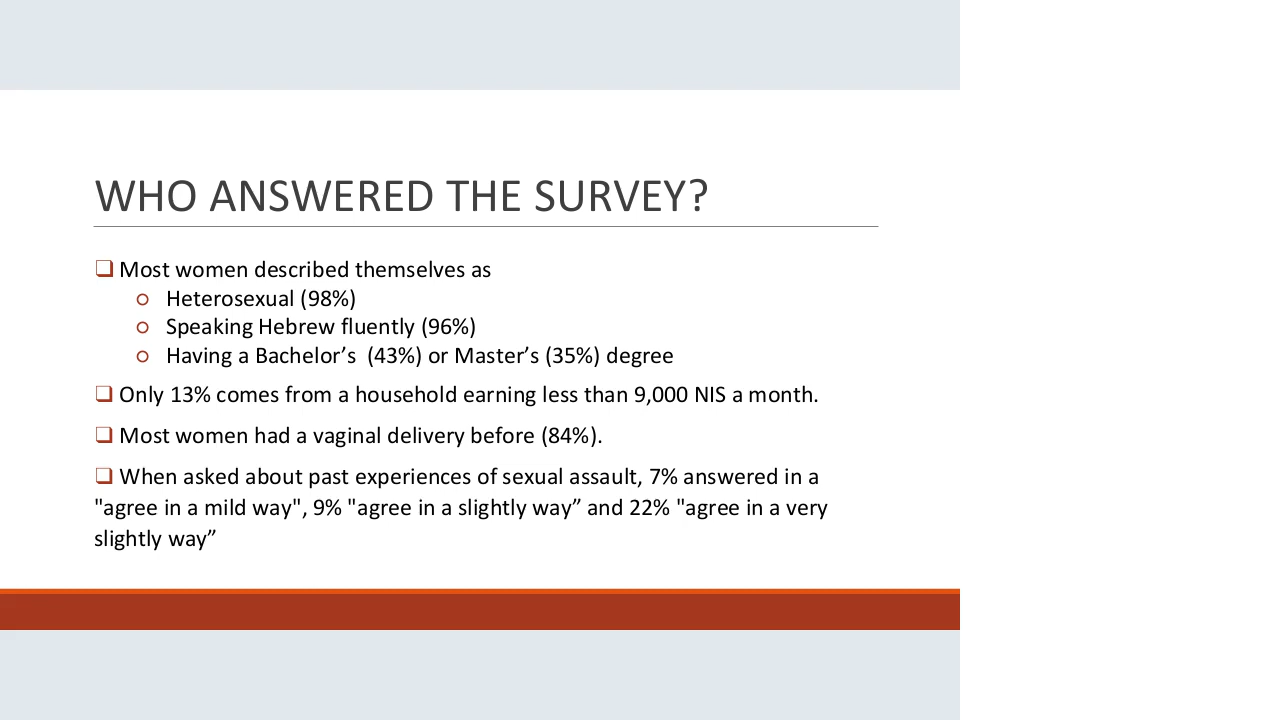 WHO ANSWERED THE SURVEY?
❑ Most women described themselves as
○ Heterosexual (98%)
○ Speaking Hebrew fluently (96%)
○ Having a Bachelor’s  (43%) or Master’s (35%) degree
❑ Only 13% comes from a household earning less than 9,000 NIS a month.
❑ Most women had a vaginal delivery before (84%).
❑ When asked about past experiences of sexual assault, 7% answered in a
"agree in a mild way", 9% "agree in a slightly way” and 22% "agree in a very
slightly way”